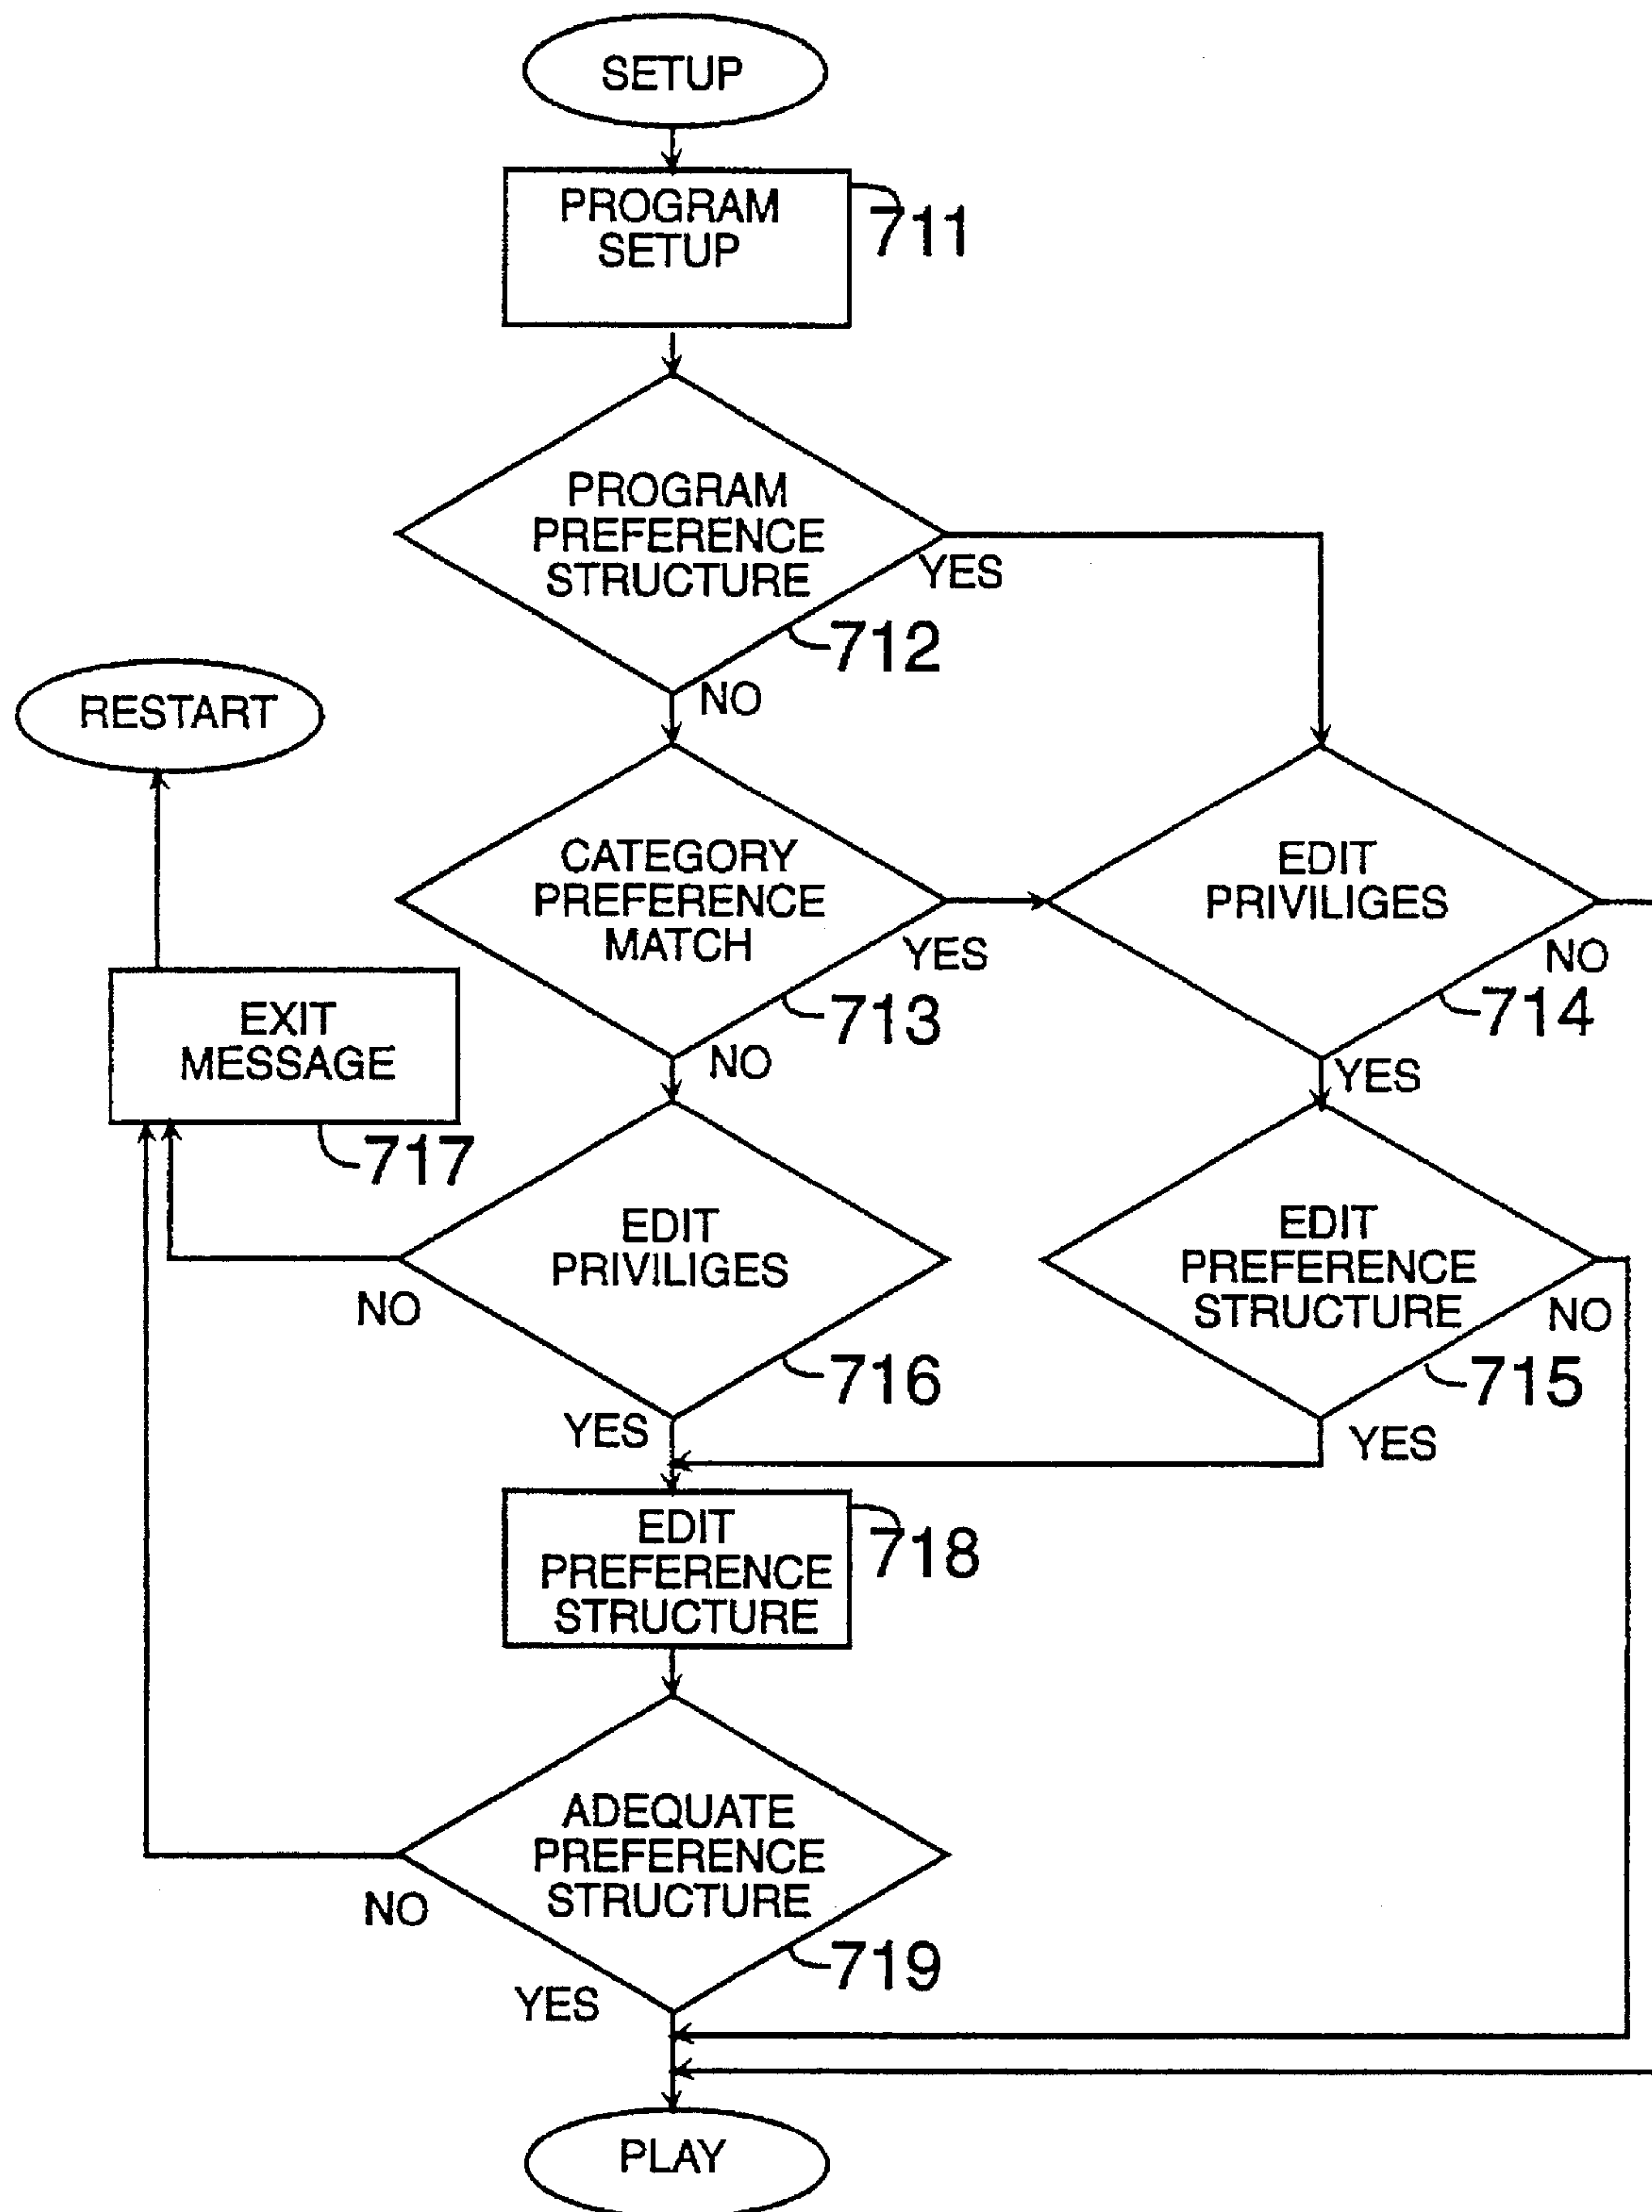 SETUP
PROGRAM
SETUP
711
PROGRAM
PREFERENCE
STRUCTURE
YES
712
NO
RESTART
CATEGORY
PREFERENCE
MATCH
YES
713
NO
EDIT
PRIVILIGES
NO
714
YES
EXIT
MESSAGE
717
EDIT
PRIVILIGES
NO
716
YES
EDIT
PREFERENCE
STRUCTURE
NO
715
YES
EDIT
PREFERENCE
STRUCTURE
718
ADEQUATE
PREFERENCE
STRUCTURE
NO
719
YES
PLAY